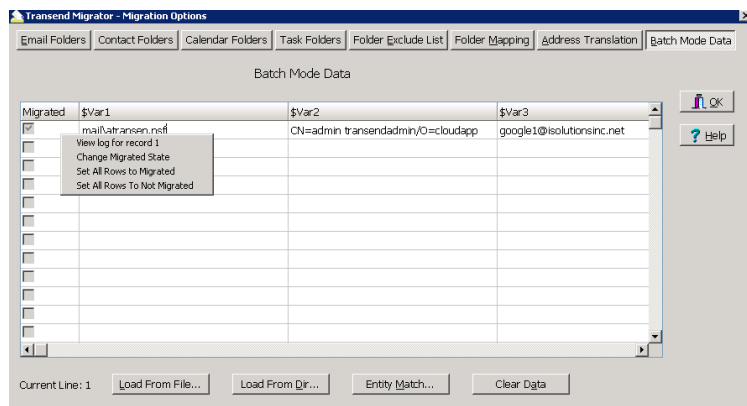 Transend Migrator - Migration Options
Email Folders Contact Folders Calendar Folders Task Folders Folder Exclude List Folder Mapping Address Translation Batch Mode Data
Batch Mode Data
OK
Help
Migrated $Var1 $Var2 $Var3
mail\atransen.nsf CN=admin transendadmin/O=cloudapp google1@isolutionsinc.net
View log for record 1
Change Migrated State
Set All Rows to Migrated
Set All Rows To Not Migrated
Current Line: 1 Load From File... Load From Dir... Entity Match... Clear Data